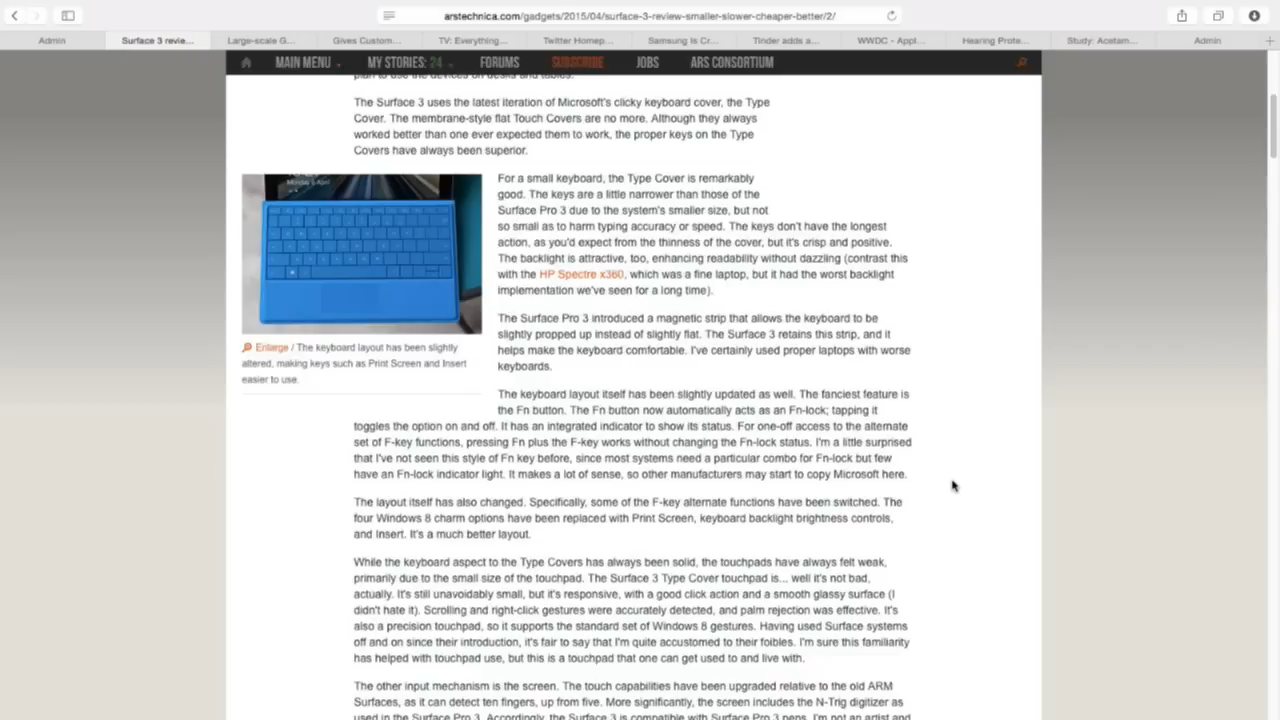 arstechnica.com/gadgets/2015/04/surface-3-review-smaller-slower-cheaper-better/2/
Admin
Surface 3 revie...
Large-scale G...
Gives Custom...
TV: Everything...
Twitter Homep...
Samsung Is Cr...
Tinder adds a...
WWDC - Appl...
Hearing Prote...
Study: Acetam...
Admin
MAIN MENU
MY STORIES: 24
FORUMS
SUBSCRIBE
JOBS
ARS CONSORTIUM
plan to use the devices on desks and tables.
The Surface 3 uses the latest iteration of Microsoft's clicky keyboard cover, the Type
Cover. The membrane-style flat Touch Covers are no more. Although they always
worked better than one ever expected them to work, the proper keys on the Type
Covers have always been superior.
For a small keyboard, the Type Cover is remarkably
good. The keys are a little narrower than those of the
Surface Pro 3 due to the system's smaller size, but not
so small as to harm typing accuracy or speed. The keys don't have the longest
action, as you'd expect from the thinness of the cover, but it's crisp and positive.
The backlight is attractive, too, enhancing readability without dazzling (contrast this
with the HP Spectre x360, which was a fine laptop, but it had the worst backlight
implementation we've seen for a long time).
The Surface Pro 3 introduced a magnetic strip that allows the keyboard to be
slightly propped up instead of slightly flat. The Surface 3 retains this strip, and it
helps make the keyboard comfortable. I've certainly used proper laptops with worse
keyboards.
Enlarge / The keyboard layout has been slightly
altered, making keys such as Print Screen and Insert
easier to use.
The keyboard layout itself has been slightly updated as well. The fanciest feature is
the Fn button. The Fn button now automatically acts as an Fn-lock; tapping it
toggles the option on and off. It has an integrated indicator to show its status. For one-off access to the alternate
set of F-key functions, pressing Fn plus the F-key works without changing the Fn-lock status. I'm a little surprised
that I've not seen this style of Fn key before, since most systems need a particular combo for Fn-lock but few
have an Fn-lock indicator light. It makes a lot of sense, so other manufacturers may start to copy Microsoft here.
The layout itself has also changed. Specifically, some of the F-key alternate functions have been switched. The
four Windows 8 charm options have been replaced with Print Screen, keyboard backlight brightness controls,
and Insert. It's a much better layout.
While the keyboard aspect to the Type Covers has always been solid, the touchpads have always felt weak,
primarily due to the small size of the touchpad. The Surface 3 Type Cover touchpad is... well it's not bad,
actually. It's still unavoidably small, but it's responsive, with a good click action and a smooth glassy surface (I
didn't hate it). Scrolling and right-click gestures were accurately detected, and palm rejection was effective. It's
also a precision touchpad, so it supports the standard set of Windows 8 gestures. Having used Surface systems
off and on since their introduction, it's fair to say that I'm quite accustomed to their foibles. I'm sure this familiarity
has helped with touchpad use, but this is a touchpad that one can get used to and live with.
The other input mechanism is the screen. The touch capabilities have been upgraded relative to the old ARM
Surfaces, as it can detect ten fingers, up from five. More significantly, the screen includes the N-Trig digitizer as
used in the Surface Pro 3. Accordingly, the Surface 3 is compatible with Surface Pro 3 pens. I'm not an artist and